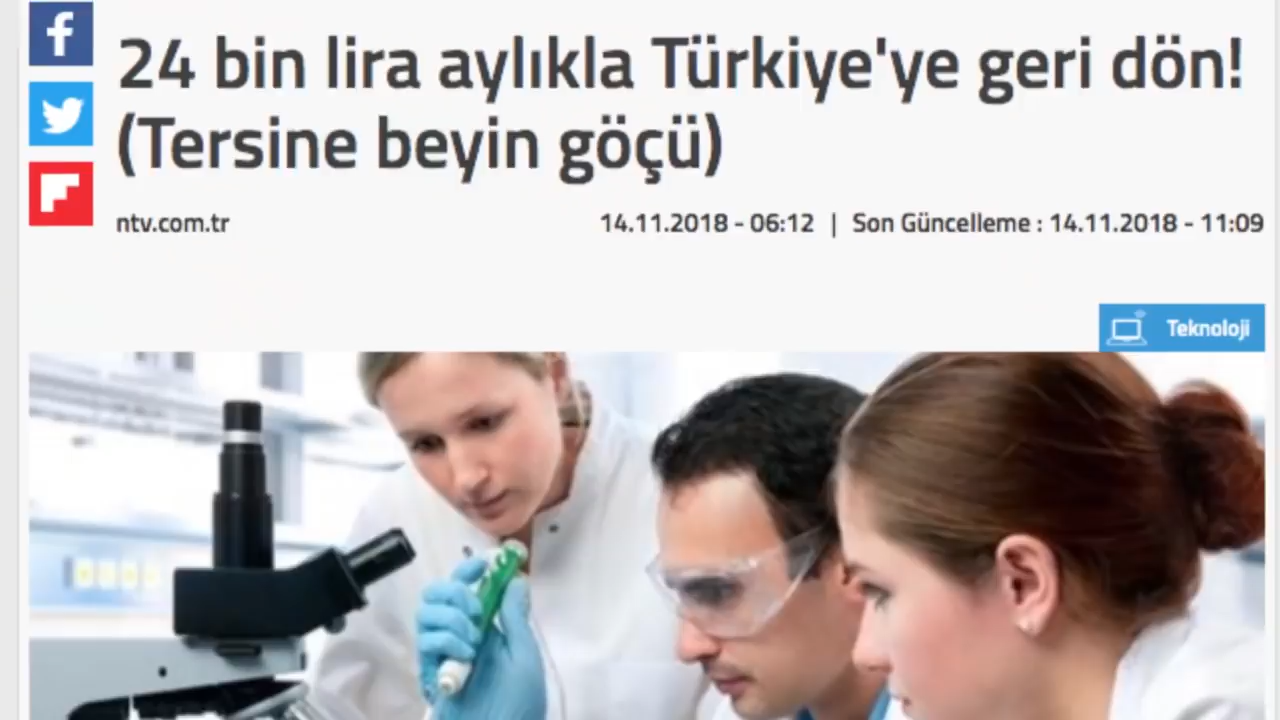 24 bin lira aylıkla Türkiye'ye geri dön!
(Tersine beyin göçü)
ntv.com.tr 14.11.2018 - 06:12 | Son Güncelleme : 14.11.2018 - 11:09
Teknoloji